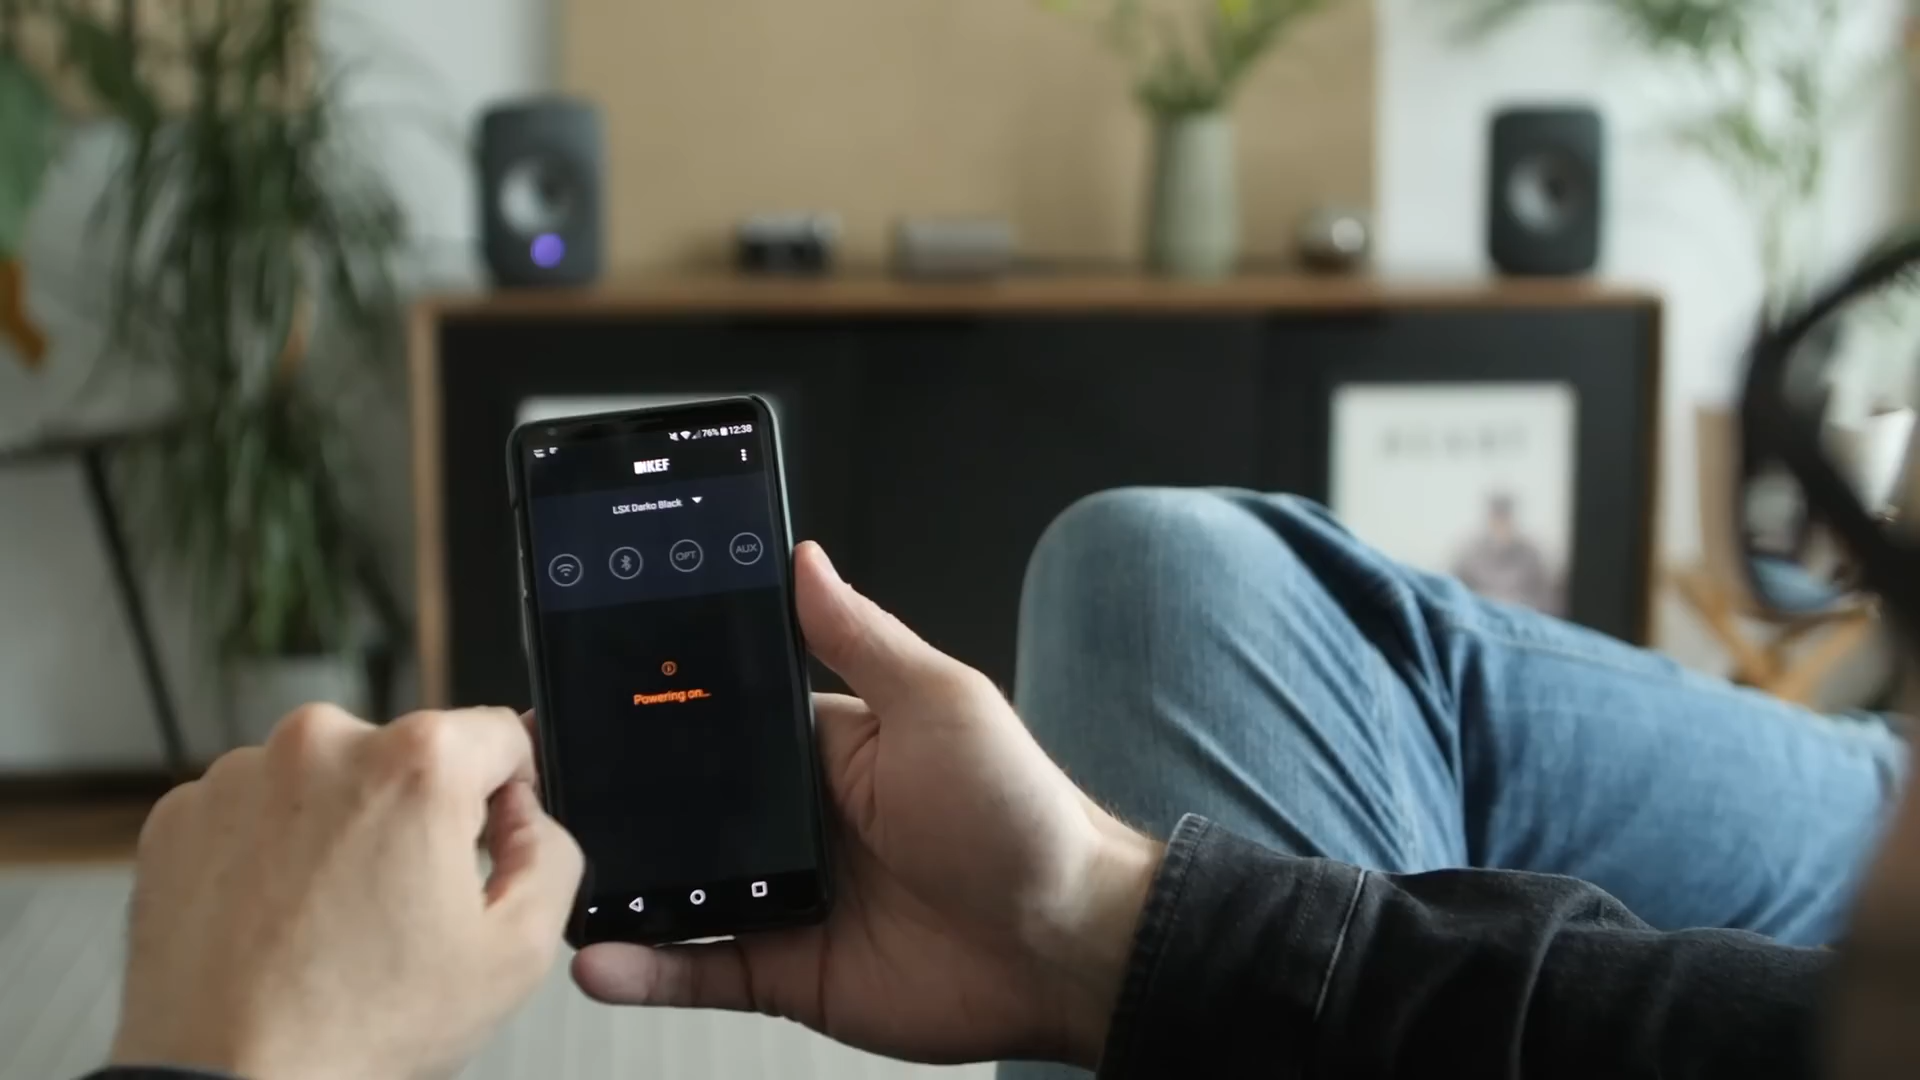 76% 12:38
KEF
LSX Darko Black
OPT
AUX
Powering on...